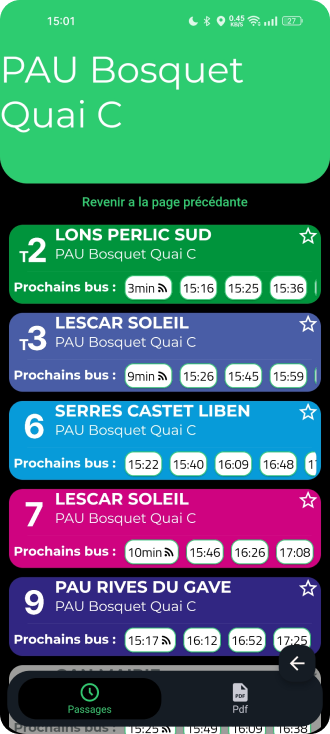 15:01 0.45 KB/S 27
PAU Bosquet
Quai C
Revenir a la page précédante
T2 LONS PERLIC SUD
PAU Bosquet Quai C
Prochains bus : 3min 15:16 15:25 15:36
T3 LESCAR SOLEIL
PAU Bosquet Quai C
Prochains bus : 9min 15:26 15:45 15:59
6 SERRES CASTET LIBEN
PAU Bosquet Quai C
Prochains bus : 15:22 15:40 16:09 16:48
7 LESCAR SOLEIL
PAU Bosquet Quai C
Prochains bus : 10min 15:46 16:26 17:08
9 PAU RIVES DU GAVE
PAU Bosquet Quai C
Prochains bus : 15:17 16:12 16:52 17:25
Passages Pdf
Prochains bus : 15:25 15:49 16:09 16:38